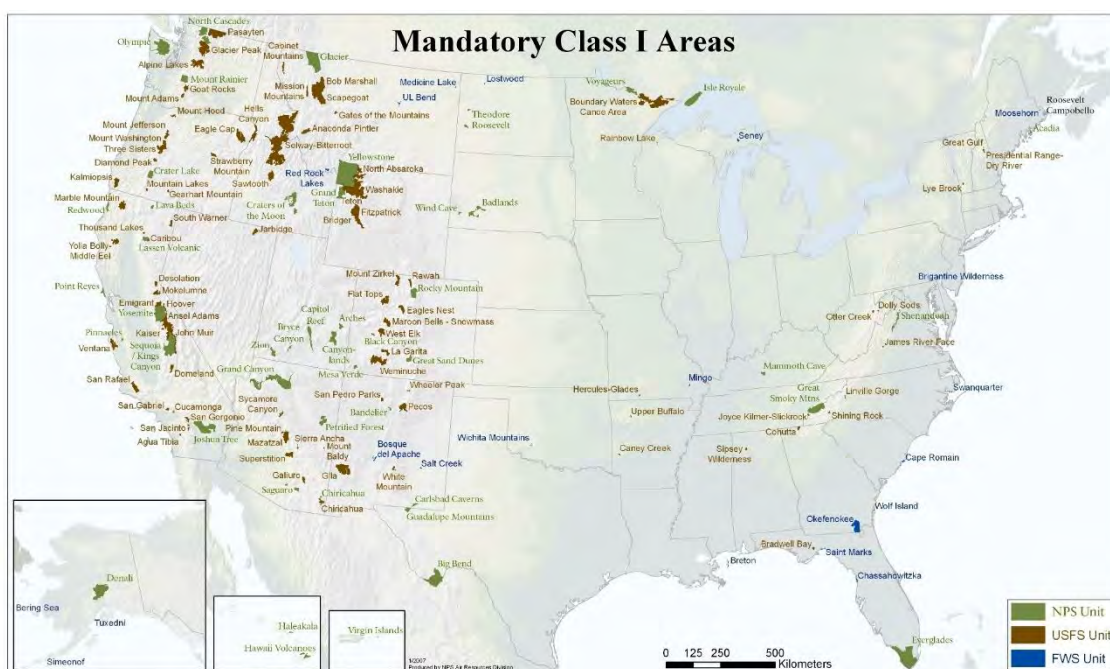 Mandatory Class I Areas
North Cascades
Pasayten
Olympic
Glacier Peak
Alpine Lakes
Cabinet
Mountains
Glacier
Mount Rainier
Goat Rocks
Mount Adams
Mission
Mountains
Bob Marshall
Scapegoat
Medicine Lake
Lostwood
UL Bend
Gates of the Mountains
Theodore
Roosevelt
Voyageurs
Isle Royale
Boundary Waters
Canoe Area
Rainbow Lake
Seney
Moosehorn
Roosevelt
Campobello
Acadia
Great Gulf
Presidential Range-
Dry River
Lye Brook
Mount Hood
Hells
Canyon
Mount Jefferson
Mount Washington
Three Sisters
Eagle Cap
Anaconda Pintler
Selway-Bitterroot
Diamond Peak
Strawberry
Mountain
Yellowstone
North Absaroka
Red Rock
Lakes
Kalmiopsis
Crater Lake
Mountain Lakes
Gearhart Mountain
Sawtooth
Grand
Teton
Teton
Washakie
Marble Mountain
Redwood
Lava Beds
Craters of
the Moon
Bridger
Fitzpatrick
Wind Cave
Badlands
South Warner
Thousand Lakes
Jarbidge
Caribou
Lassen Volcanic
Yolla Bolly-
Middle Eel
Desolation
Mokelumne
Point Reyes
Emigrant
Hoover
Yosemite
Ansel Adams
Pinnacles
Kaiser
John Muir
Ventana
Sequoia
/ Kings
Canyon
Mount Zirkel
Rawah
Rocky Mountain
Flat Tops
Eagles Nest
Maroon Bells - Snowmass
West Elk
Black Canyon
La Garita
Great Sand Dunes
Weminuche
Capitol
Reef
Arches
Bryce
Canyon
Zion
Canyon-
lands
Mesa Verde
Brigantine Wilderness
Dolly Sods
Otter Creek
Shenandoah
James River Face
Mammoth Cave
Mingo
Hercules-Glades
Great
Smoky Mtns
Linville Gorge
Swanquarter
Domeland
Grand Canyon
San Rafael
San Pedro Parks
Wheeler Peak
Upper Buffalo
Joyce Kilmer-Slickrock
Shining Rock
Cohutta
San Gabriel
Cucamonga
San Gorgonio
Sycamore
Canyon
Bandelier
Pecos
San Jacinto
Joshua Tree
Agua Tibia
Pine Mountain
Mazatzal
Petrified Forest
Sierra Ancha
Bosque
del Apache
Wichita Mountains
Caney Creek
Sipsey
Wilderness
Cape Romain
Superstition
Mount
Baldy
White
Mountain
Salt Creek
Galiuro
Gila
Saguaro
Chiricahua
Chiricahua
Carlsbad Caverns
Guadalupe Mountains
Wolf Island
Okefenokee
Bradwell Bay
Saint Marks
Breton
Chassahowitzka
Big Bend
Everglades
Denali
Bering Sea
Tuxedni
Simeonof
Haleakala
Hawaii Volcanoes
Virgin Islands
1/2007
Produced by NPS Air Resources Division
0 125 250 500
Kilometers
NPS Unit
USFS Unit
FWS Unit